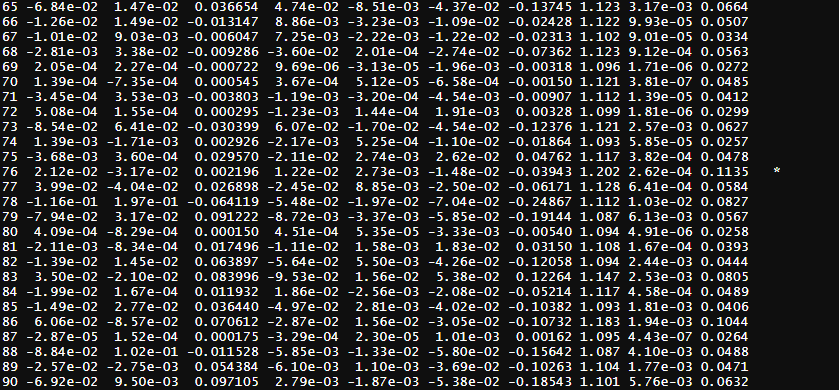 65 -6.84e-02 1.47e-02 0.036654 4.74e-02 -8.51e-03 -4.37e-02 -0.13745 1.123 3.17e-03 0.0664
66 -1.26e-02 1.49e-02 -0.013147 8.86e-03 -3.23e-03 -1.09e-02 -0.02428 1.122 9.93e-05 0.0507
67 -1.01e-02 9.03e-03 -0.006047 7.25e-03 -2.22e-03 -1.22e-02 -0.02313 1.102 9.01e-05 0.0334
68 -2.81e-03 3.38e-02 -0.009286 -3.60e-02 2.01e-04 -2.74e-02 -0.07362 1.123 9.12e-04 0.0563
69 2.05e-04 2.27e-04 -0.000722 9.69e-06 -3.13e-05 -1.96e-03 -0.00318 1.096 1.71e-06 0.0272
70 1.39e-04 -7.35e-04 0.000545 3.67e-04 5.12e-05 -6.58e-04 -0.00150 1.121 3.81e-07 0.0485
71 -3.45e-04 3.53e-03 -0.003803 -1.19e-03 -3.20e-04 -4.54e-03 -0.00907 1.112 1.39e-05 0.0412
72 5.08e-04 1.55e-04 0.000295 -1.23e-03 1.44e-04 1.91e-03 0.00328 1.099 1.81e-06 0.0299
73 -8.54e-02 6.41e-02 -0.030399 6.07e-02 -1.70e-02 -4.54e-02 -0.12376 1.121 2.57e-03 0.0627
74 1.39e-03 -1.71e-03 0.002926 -2.17e-03 5.25e-04 -1.10e-02 -0.01864 1.093 5.85e-05 0.0257
75 -3.68e-03 3.60e-04 0.029570 -2.11e-02 2.74e-03 2.62e-02 0.04762 1.117 3.82e-04 0.0478
76 2.12e-02 -3.17e-02 0.002196 1.22e-02 2.73e-03 -1.48e-02 -0.03943 1.202 2.62e-04 0.1135 *
77 3.99e-02 -4.04e-02 0.026898 -2.45e-02 8.85e-03 -2.50e-02 -0.06171 1.128 6.41e-04 0.0584
78 -1.16e-01 1.97e-01 -0.064119 -5.48e-02 -1.97e-02 -7.04e-02 -0.24867 1.112 1.03e-02 0.0827
79 -7.94e-02 3.17e-02 0.091222 -8.72e-03 -3.37e-03 -5.85e-02 -0.19144 1.087 6.13e-03 0.0567
80 4.09e-04 -8.29e-04 0.000150 4.51e-04 5.35e-05 -3.33e-03 -0.00540 1.094 4.91e-06 0.0258
81 -2.11e-03 -8.34e-04 0.017496 -1.11e-02 1.58e-03 1.83e-02 0.03150 1.108 1.67e-04 0.0393
82 -1.39e-02 1.45e-02 0.063897 -5.64e-02 5.50e-03 -4.26e-02 -0.12058 1.094 2.44e-03 0.0444
83 3.50e-02 -2.10e-02 0.083996 -9.53e-02 1.56e-02 5.38e-02 0.12264 1.147 2.53e-03 0.0805
84 -1.99e-02 1.67e-04 0.011932 1.86e-02 -2.56e-03 -2.08e-02 -0.05214 1.117 4.58e-04 0.0489
85 -1.49e-02 2.77e-02 0.036440 -4.97e-02 2.81e-03 -4.02e-02 -0.10382 1.093 1.81e-03 0.0406
86 6.06e-02 -8.57e-02 0.070612 -2.87e-02 1.56e-02 -3.05e-02 -0.10732 1.183 1.94e-03 0.1044
87 -2.87e-05 1.52e-04 0.000175 -3.29e-04 2.30e-05 1.01e-03 0.00162 1.095 4.43e-07 0.0264
88 -8.84e-02 1.02e-01 -0.011528 -3.85e-03 -1.33e-02 -5.80e-02 -0.15642 1.087 4.10e-03 0.0488
89 -2.57e-02 -2.75e-03 0.054384 -6.10e-03 1.10e-03 -3.69e-02 -0.10263 1.104 1.77e-03 0.0471
90 -6.92e-02 9.50e-03 0.097105 2.79e-03 -1.87e-03 -5.38e-02 -0.18543 1.101 5.76e-03 0.0632